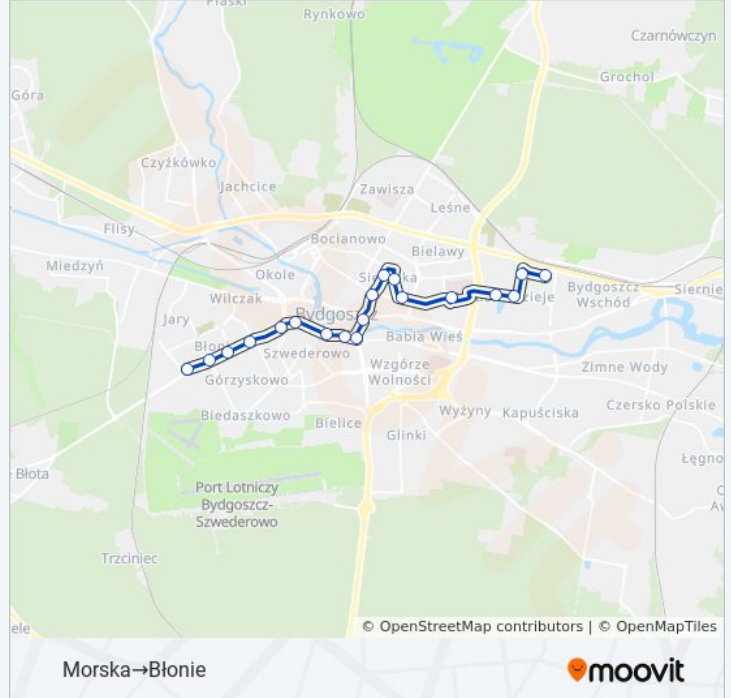 Piaski
Rynkowo
Czarnówczyn
Grochol
Góra
Czyżkówko
Jachcice
Zawisza
Leśne
Flisy
Bocianowo
Bielawy
Miedzyń
Okole
Bydgoszcz
Wschód
Siernie
Wilczak
Bydgoszcz
Jary
Babia Wieś
Szwederowo
Wzgórze
Wolności
Zimne Wody
Górzyskowo
Biedaszkowo
Wyżyny
Kapuściska
Czersko Polskie
Bielice
Glinki
Łęgno
Błota
Port Lotniczy
Bydgoszcz-
Szwederowo
Trzciniec
© OpenStreetMap contributors | © OpenMapTiles
Morska→Błonie
moovit